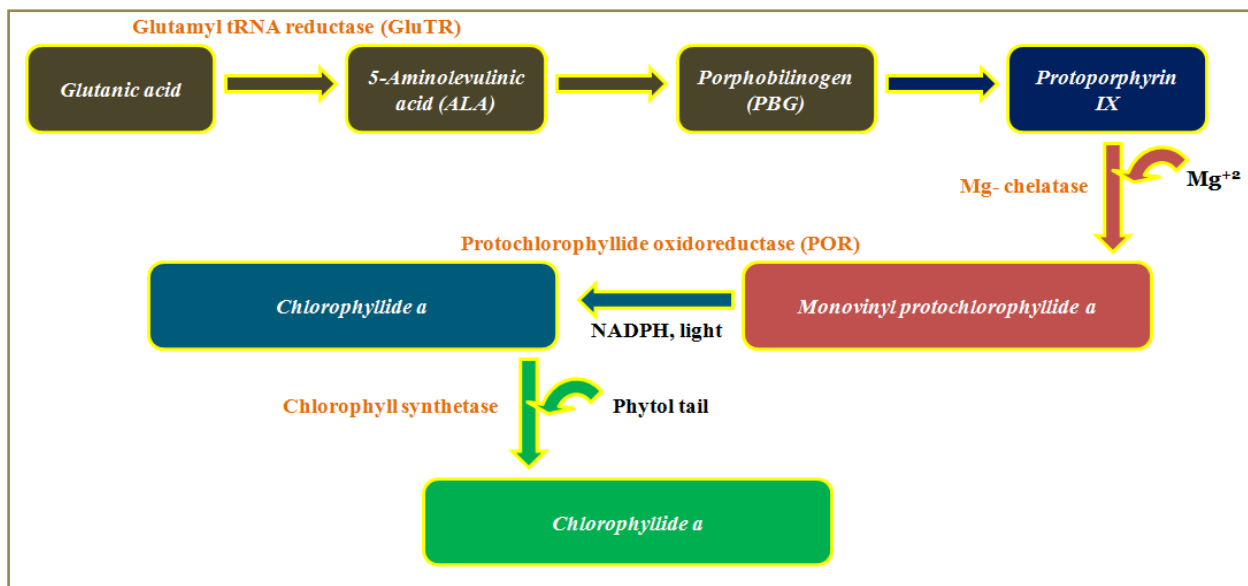 Glutamyl tRNA reductase (GluTR)
Glutanic acid
5-Aminolevulinic
acid (ALA)
Porphobilinogen
(PBG)
Protoporphyrin
IX
Mg- chelatase
Mg⁺²
Protochlorophyllide oxidoreductase (POR)
Chlorophyllide a
Monovinyl protochlorophyllide a
NADPH, light
Chlorophyll synthetase
Phytol tail
Chlorophyllide a